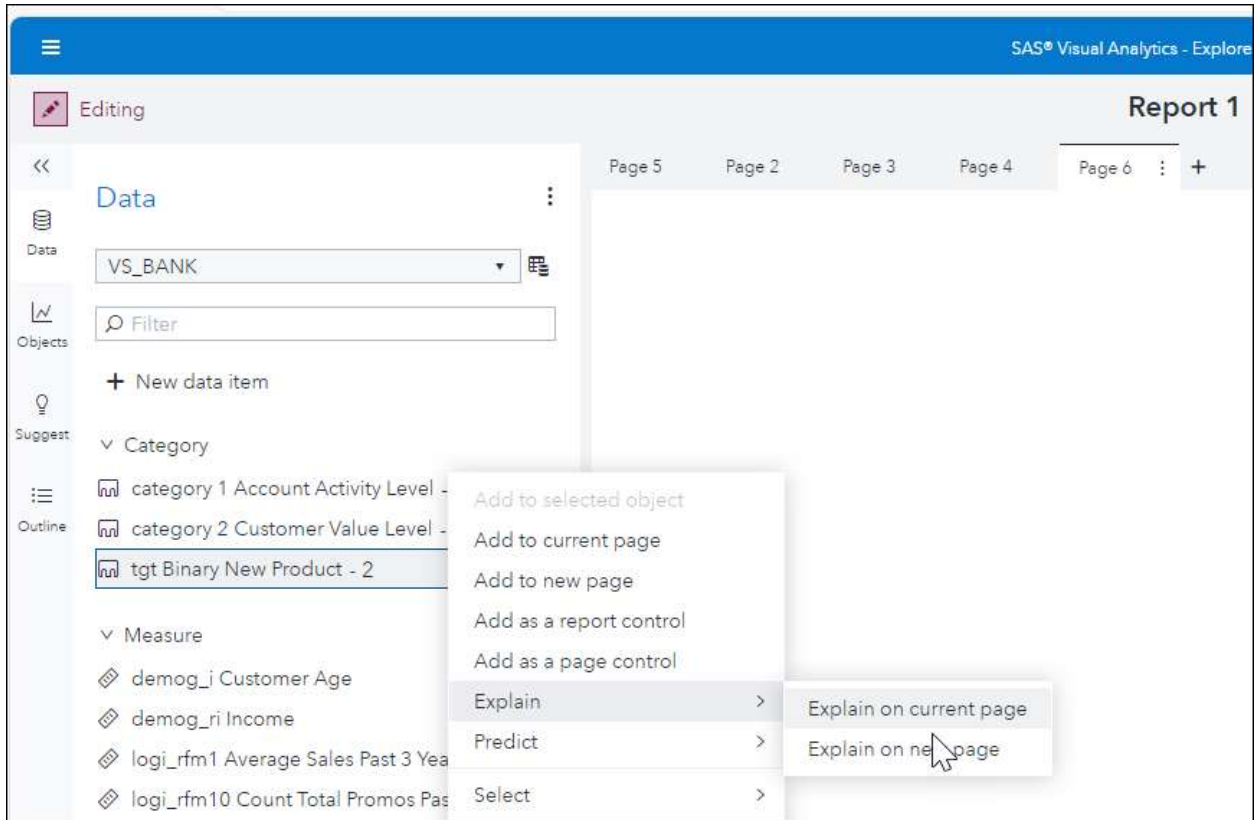 SAS® Visual Analytics - Explore
Editing
Report 1
Page 5 Page 2 Page 3 Page 4 Page 6
Data
Data
VS_BANK
Filter
Objects
New data item
Suggest
Category
category 1 Account Activity Level -
category 2 Customer Value Level -
Outline
tgt Binary New Product - 2
Measure
demog_i Customer Age
demog_ri Income
logi_rfm1 Average Sales Past 3 Yea
logi_rfm10 Count Total Promos Pas
Add to selected object
Add to current page
Add to new page
Add as a report control
Add as a page control
Explain
Predict
Select
Explain on current page
Explain on new page